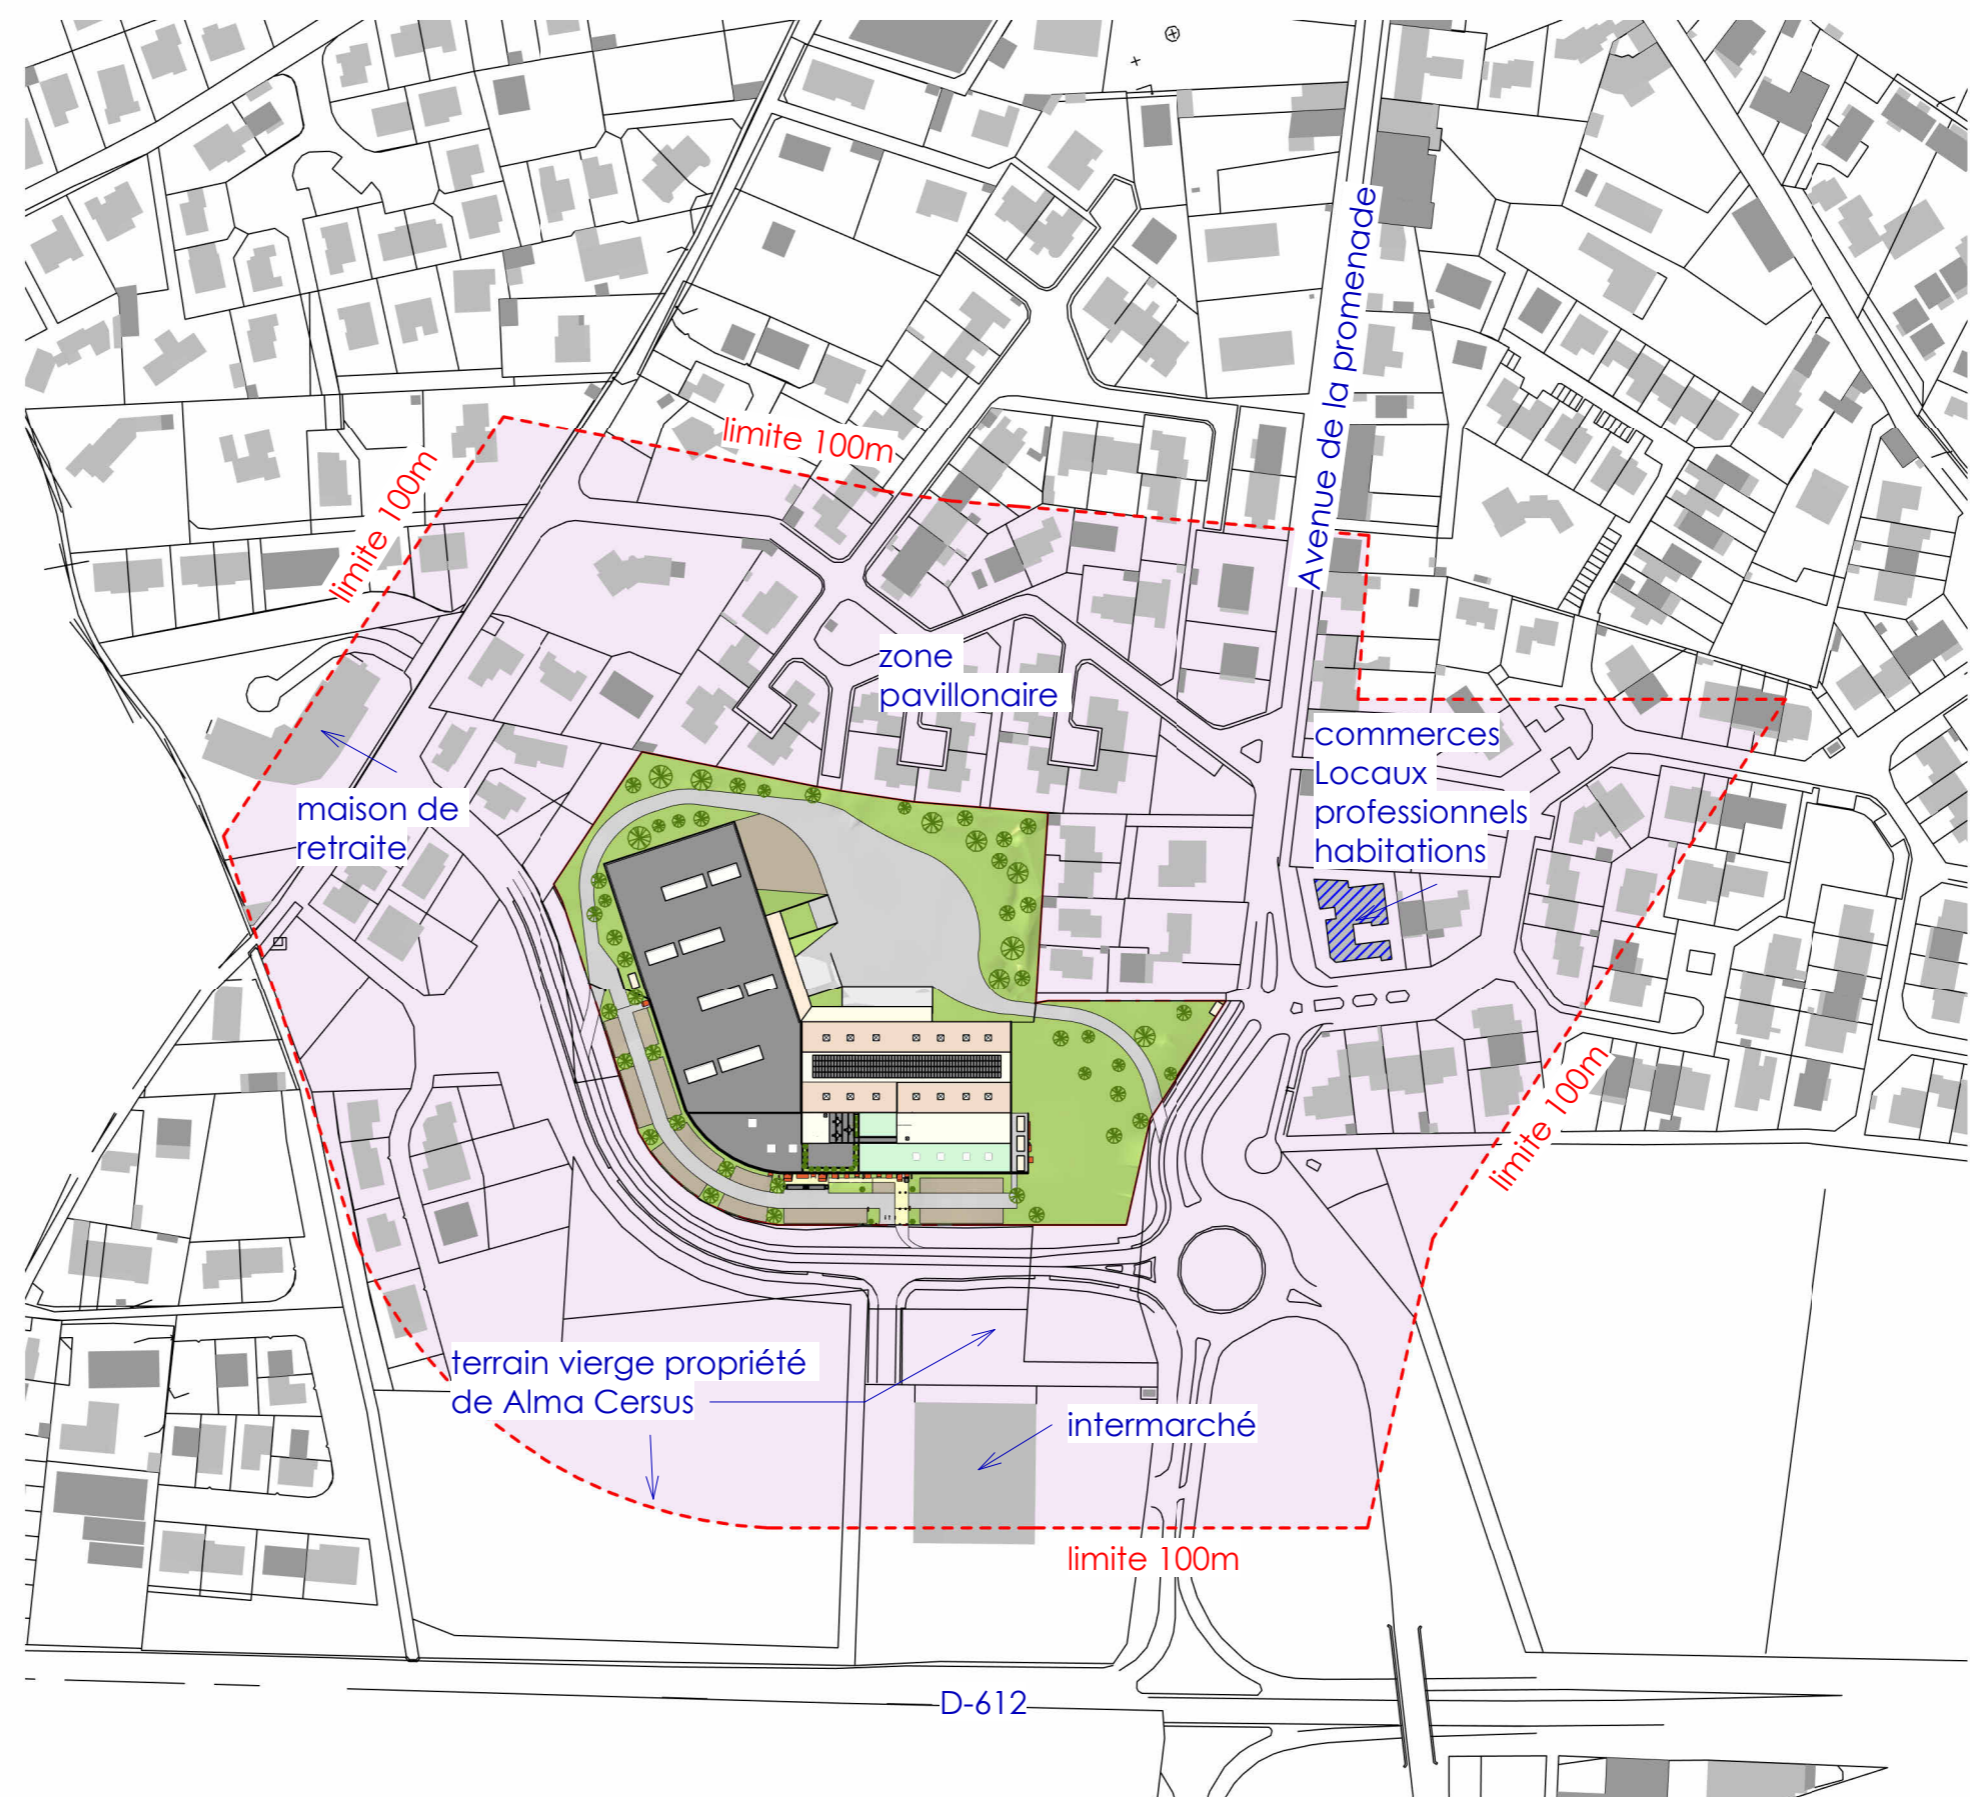 Avenue de la promenade
limite 100m
limite 100m
zone
pavillonaire
commerces
Locaux
professionnels
habitations
maison de
retraite
limite 100m
terrain vierge propriété
de Alma Cersus
intermarché
limite 100m
D-612